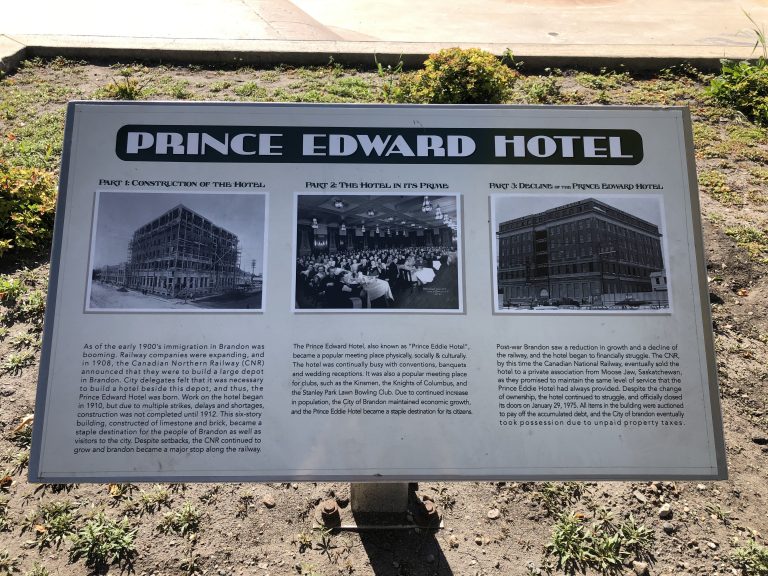 PRINCE EDWARD HOTEL
PART 1: CONSTRUCTION OF THE HOTEL
As of the early 1900's immigration in Brandon was
booming. Railway companies were expanding, and
in 1908, the Canadian Northern Railway (CNR)
announced that they were to build a large depot
in Brandon. City delegates felt that it was necessary
to build a hotel beside this depot, and thus, the
Prince Edward Hotel was born. Work on the hotel began
in 1910, but due to multiple strikes, delays and shortages,
construction was not completed until 1912. This six-story
building, constructed of limestone and brick, became a
staple destination for the people of Brandon as well as
visitors to the city. Despite setbacks, the CNR continued to
grow and brandon became a major stop along the railway.
PART 2: THE HOTEL IN ITS PRIME
The Prince Edward Hotel, also known as "Prince Eddie Hotel",
became a popular meeting place physically, socially & culturally.
The hotel was continually busy with conventions, banquets
and wedding receptions. It was also a popular meeting place
for clubs, such as the Kinsmen, the Knights of Columbus, and
the Stanley Park Lawn Bowling Club. Due to continued increase
in population, the City of Brandon maintained economic growth,
and the Prince Eddie Hotel became a staple destination for its citizens.
PART 3: DECLINE OF THE PRINCE EDWARD HOTEL
Post-war Brandon saw a reduction in growth and a decline of
the railway, and the hotel began to financially struggle. The CNR,
by this time the Canadian National Railway, eventually sold the
hotel to a private association from Moose Jaw, Saskatchewan,
as they promised to maintain the same level of service that the
Prince Eddie Hotel had always provided. Despite the change
of ownership, the hotel continued to struggle, and officially closed
its doors on January 29, 1975. All items in the building were auctioned
to pay off the accumulated debt, and the City of brandon eventually
took possession due to unpaid property taxes.